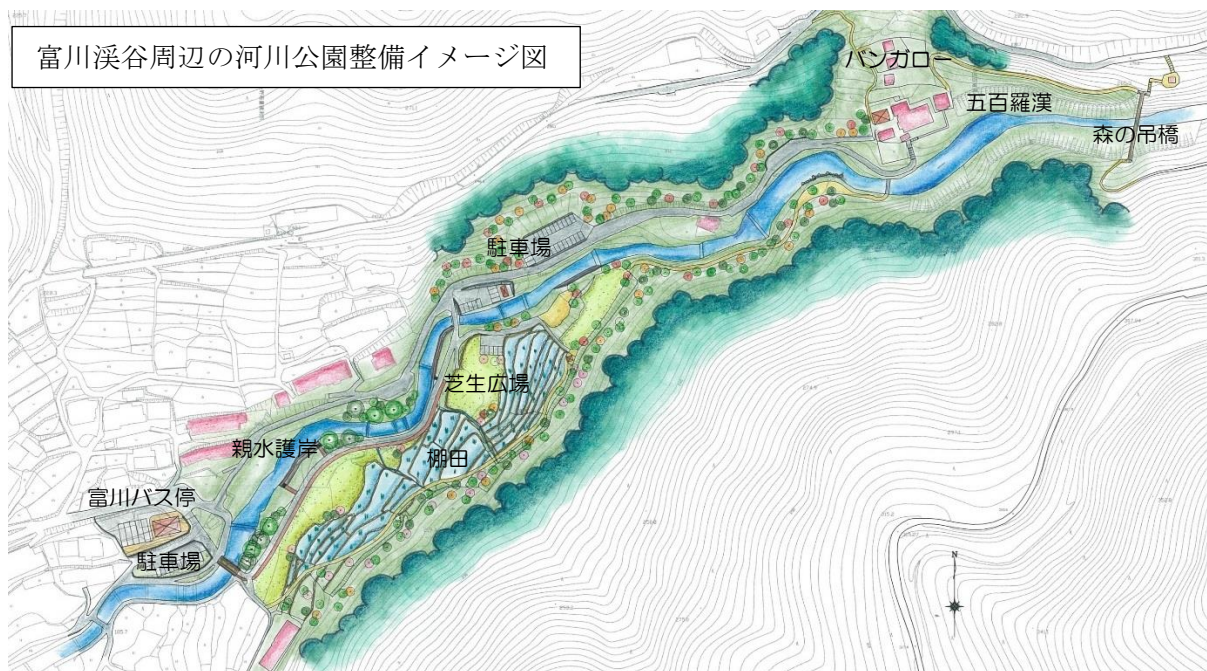 富川渓谷周辺の河川公園整備イメージ図
バンガロー
五百羅漢
森の吊橋
駐車場
芝生広場
親水護岸
棚田
富川バス停
駐車場
N